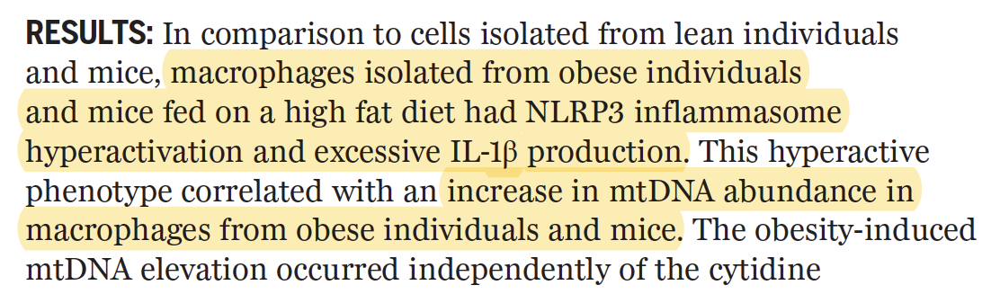 RESULTS: In comparison to cells isolated from lean individuals
and mice, macrophages isolated from obese individuals
and mice fed on a high fat diet had NLRP3 inflammasome
hyperactivation and excessive IL-1β production. This hyperactive
phenotype correlated with an increase in mtDNA abundance in
macrophages from obese individuals and mice. The obesity-induced
mtDNA elevation occurred independently of the cytidine